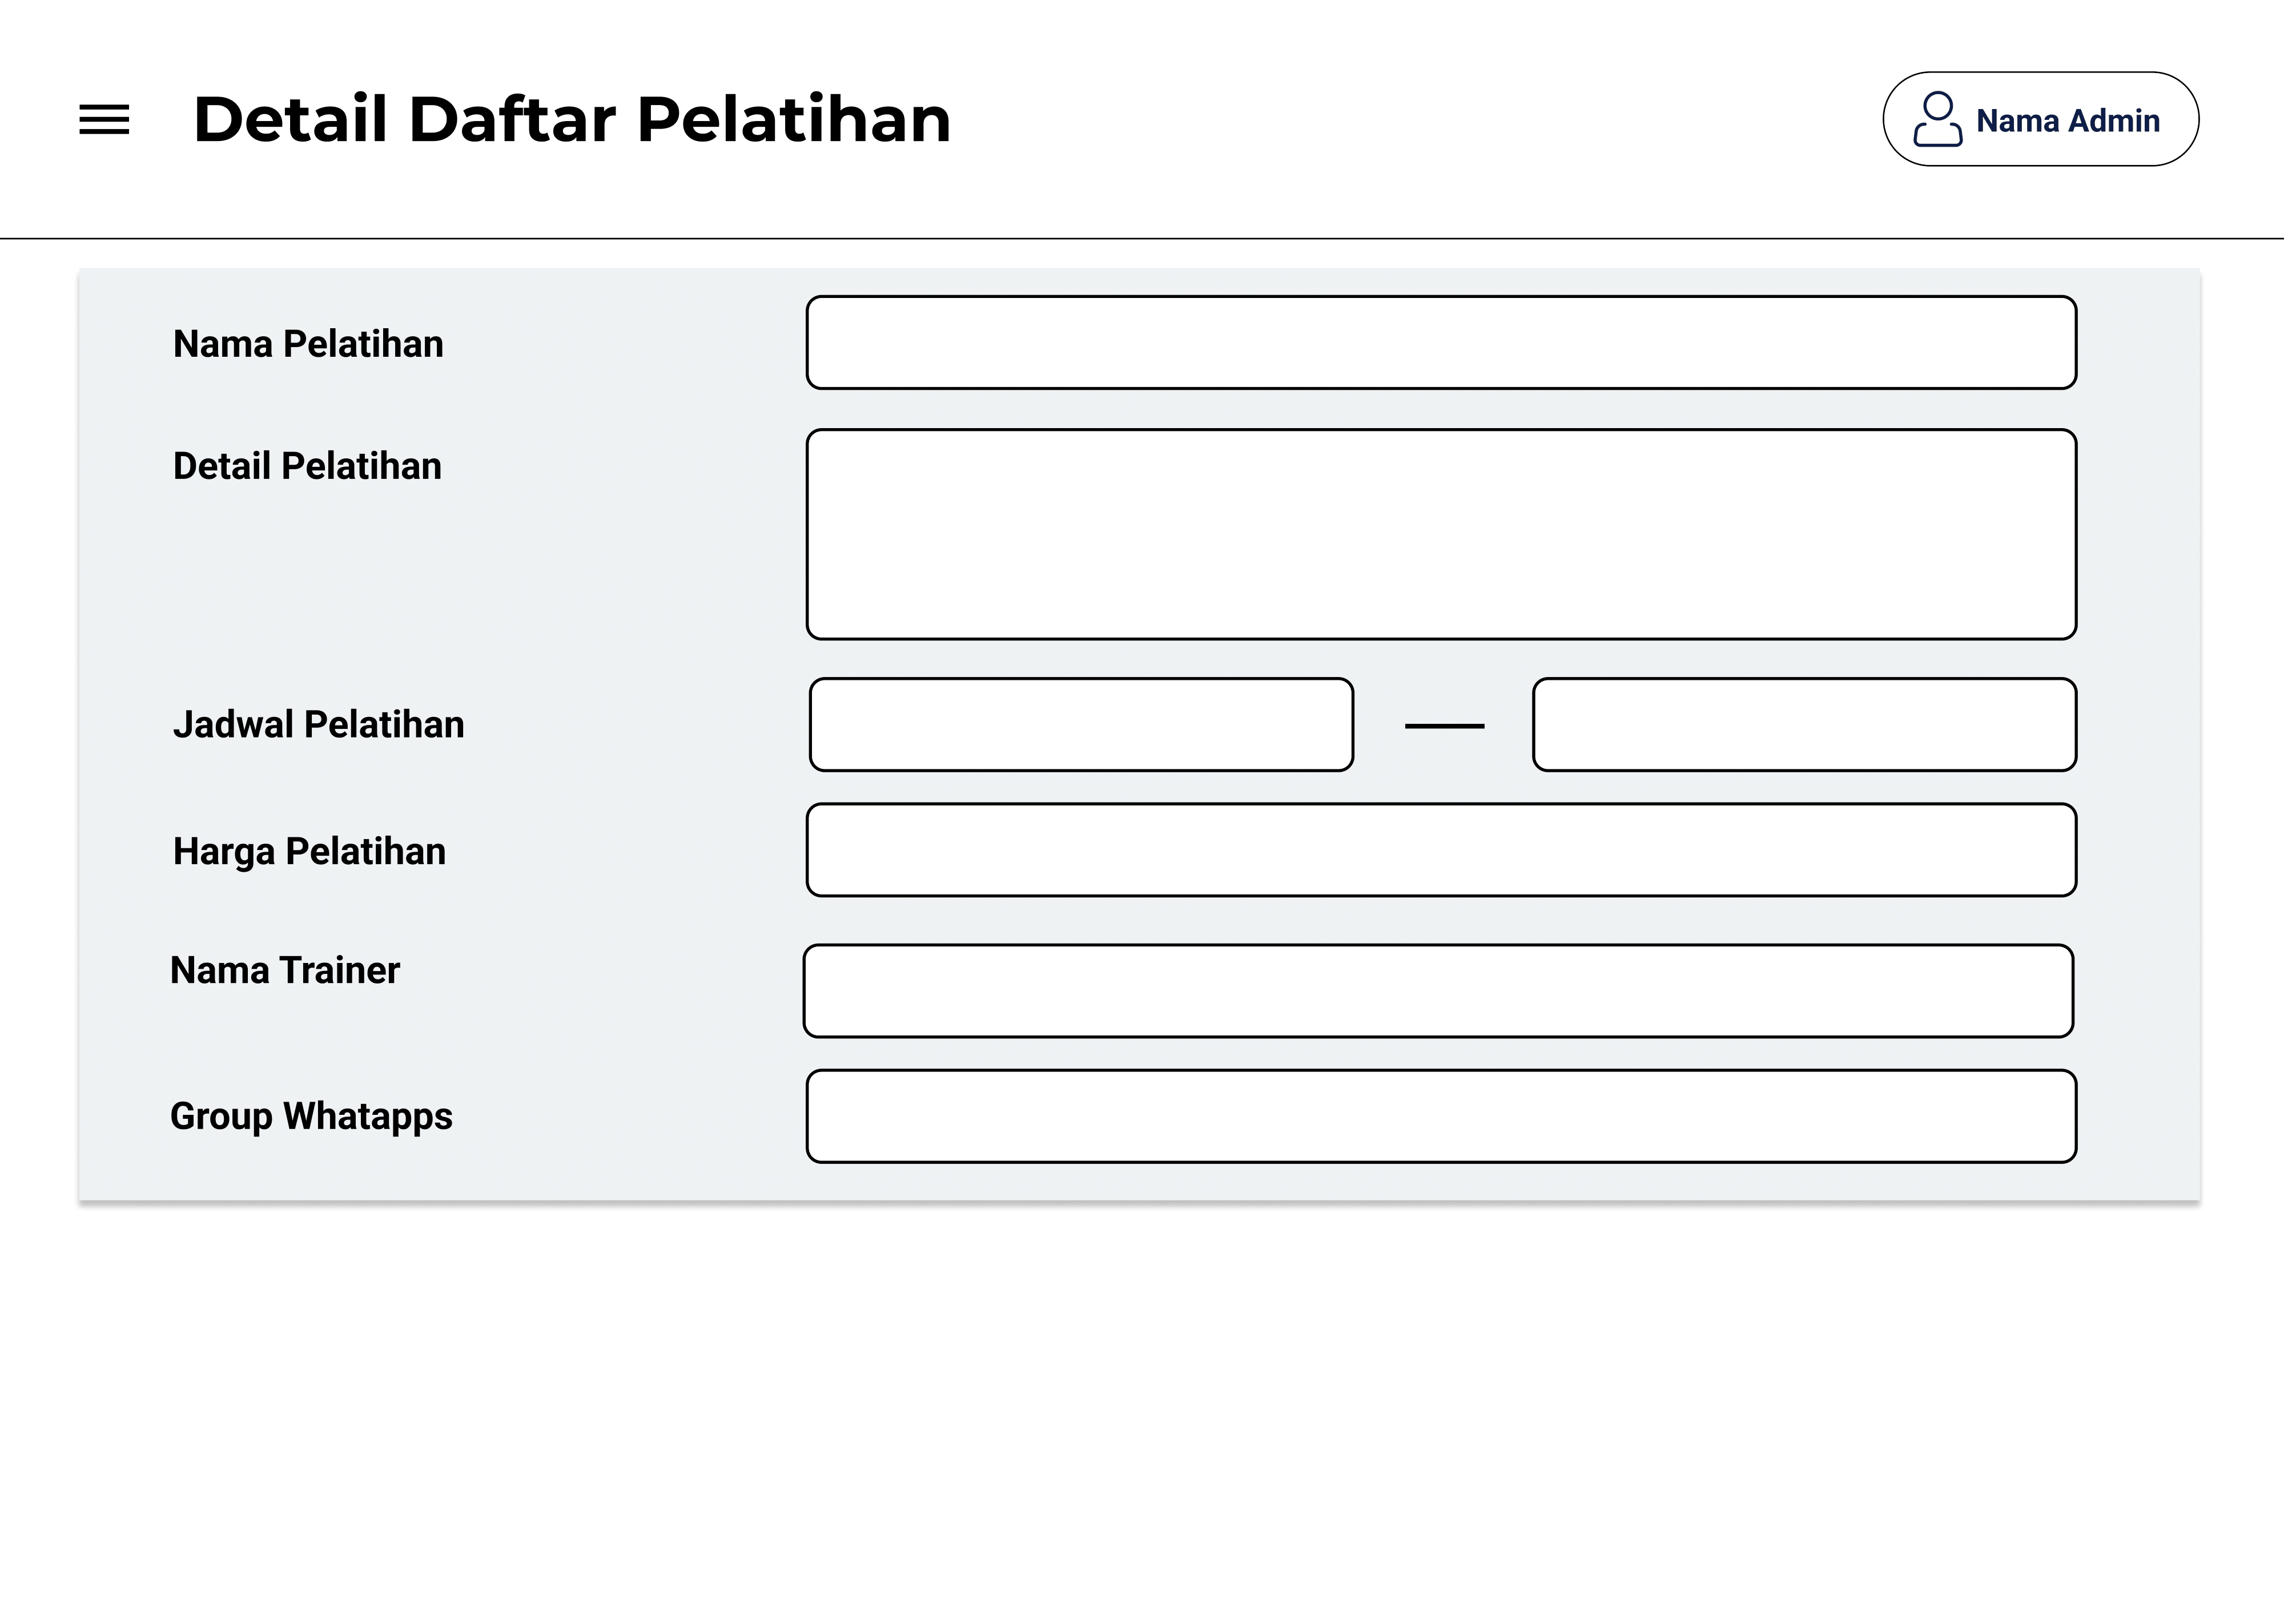 Detail Daftar Pelatihan
Nama Admin
Nama Pelatihan
Detail Pelatihan
Jadwal Pelatihan
Harga Pelatihan
Nama Trainer
Group Whatapps